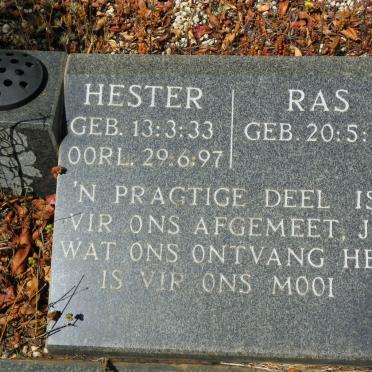 HESTER RAS
GEB. 13:3:33 GEB. 20:5:
OORL. 29:6:97
'N PRAGTIGE DEEL IS
VIR ONS AFGEMEET, J
WAT ONS ONTVANG HE
IS VIR ONS MOOI